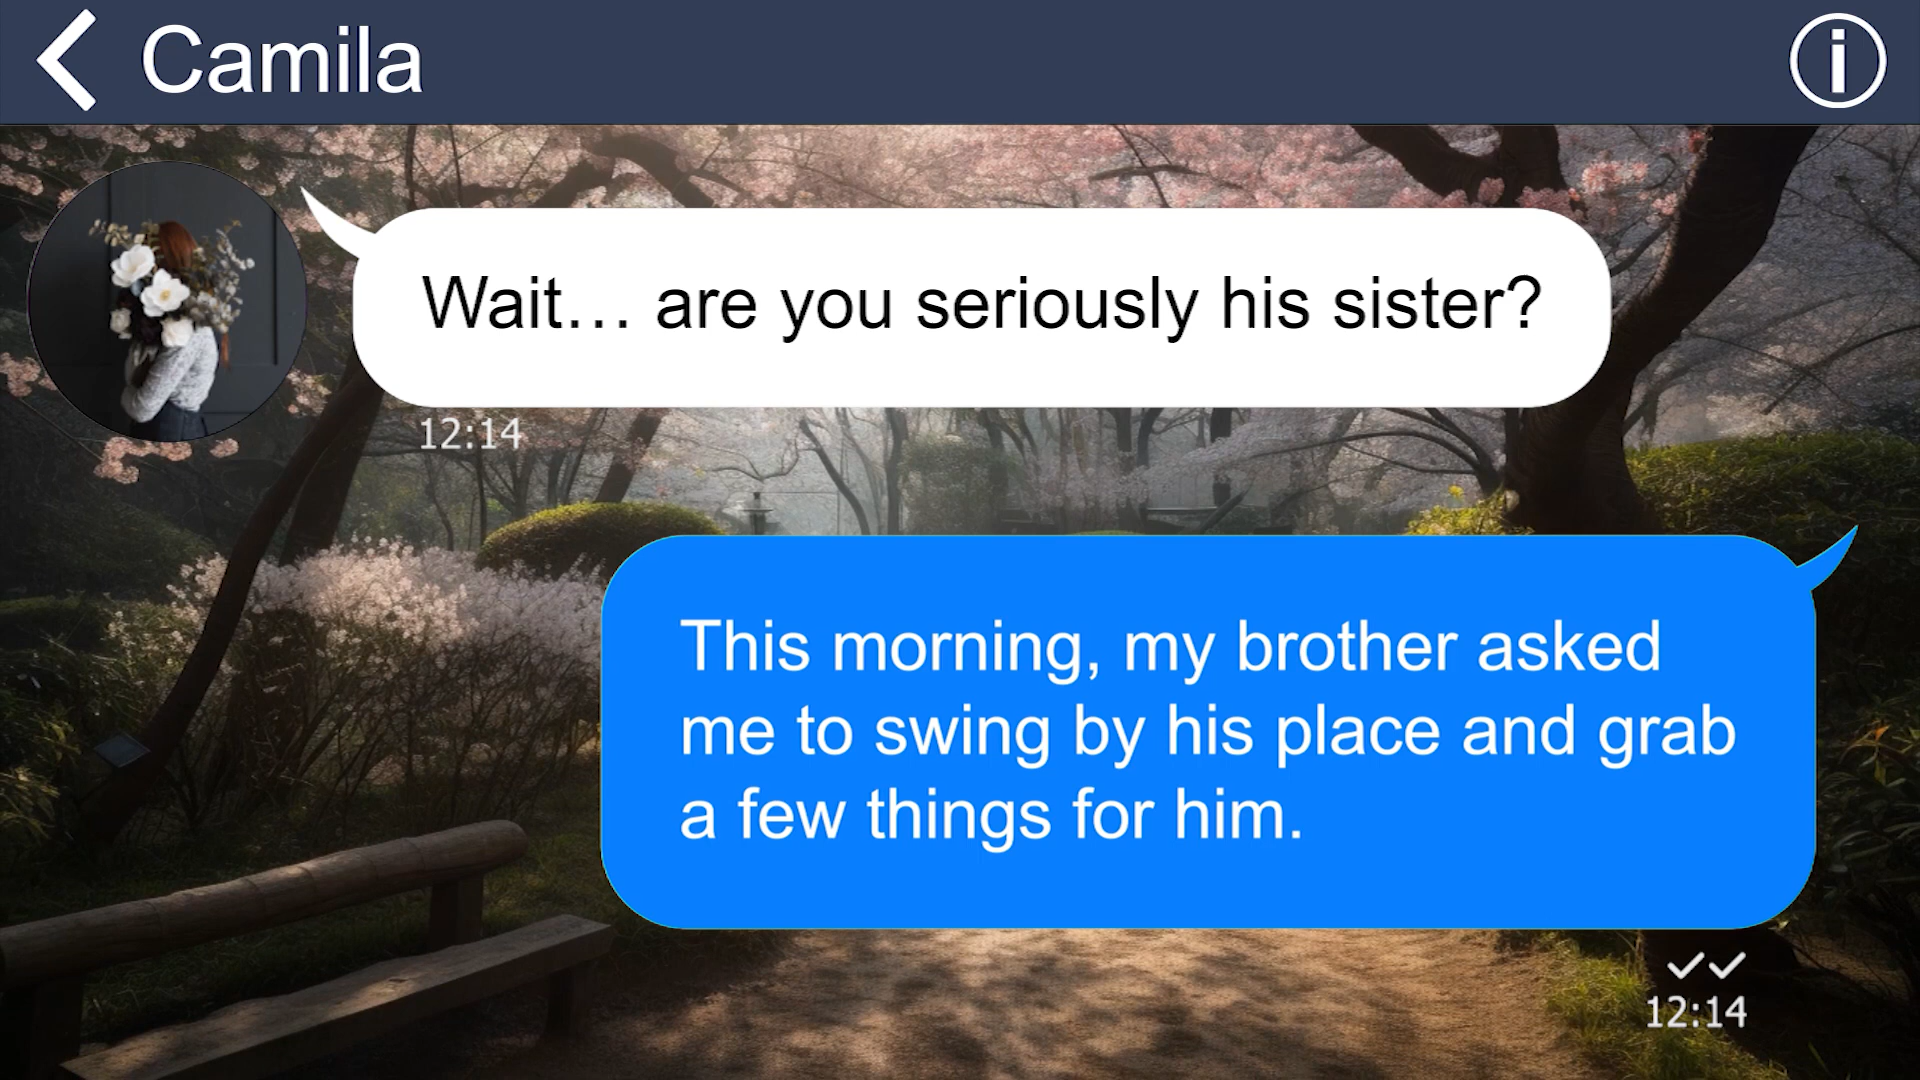 Camila
Wait… are you seriously his sister?
12:14
This morning, my brother asked
me to swing by his place and grab
a few things for him.
12:14